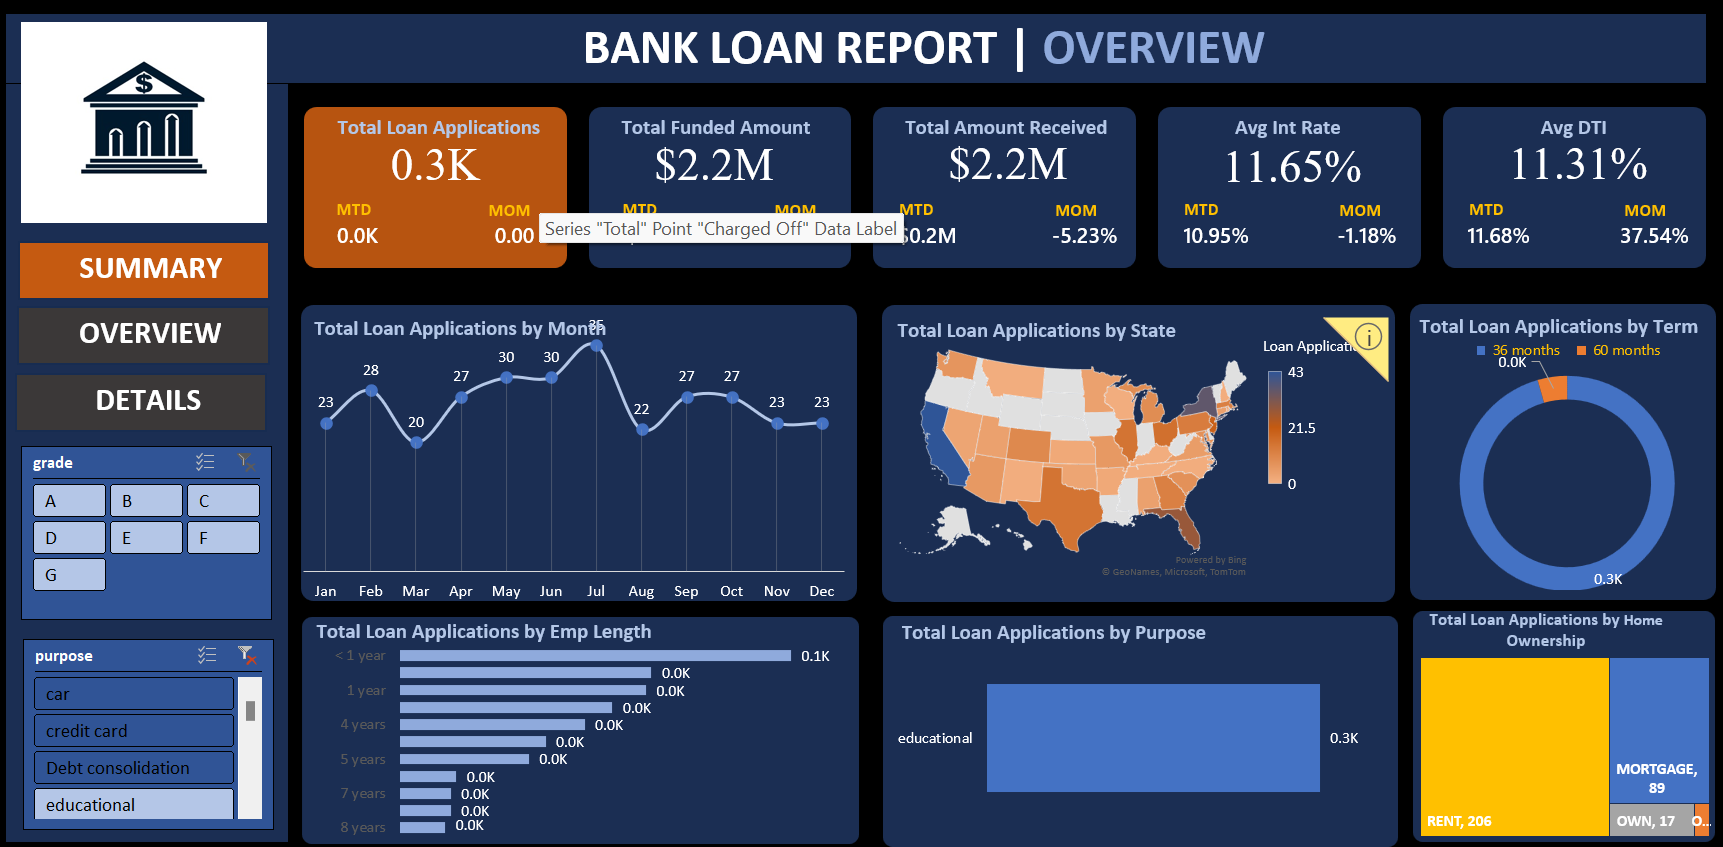 BANK LOAN REPORT | OVERVIEW
$
SUMMARY
OVERVIEW
DETAILS
grade
A B C
D E F
G
purpose
car
credit card
Debt consolidation
educational
Total Loan Applications
0.3K
MTD MOM
0.0K 0.00
Total Funded Amount
$2.2M
MTD MOM
Series "Total" Point "Charged Off" Data Label
Total Amount Received
$2.2M
MTD MOM
$0.2M -5.23%
Avg Int Rate
11.65%
MTD MOM
10.95% -1.18%
Avg DTI
11.31%
MTD MOM
11.68% 37.54%
Total Loan Applications by Month
23 28 20 27 30 30 35 22 27 27 23 23
Jan Feb Mar Apr May Jun Jul Aug Sep Oct Nov Dec
Total Loan Applications by State
Loan Applicatio
43
21.5
0
Powered by Bing
© GeoNames, Microsoft, TomTom
Total Loan Applications by Term
36 months 60 months
0.0K
0.3K
Total Loan Applications by Emp Length
< 1 year 0.1K
0.0K
1 year 0.0K
0.0K
4 years 0.0K
0.0K
5 years 0.0K
0.0K
7 years 0.0K
0.0K
8 years 0.0K
Total Loan Applications by Purpose
educational 0.3K
Total Loan Applications by Home
Ownership
MORTGAGE,
89
RENT, 206
OWN, 17
O...